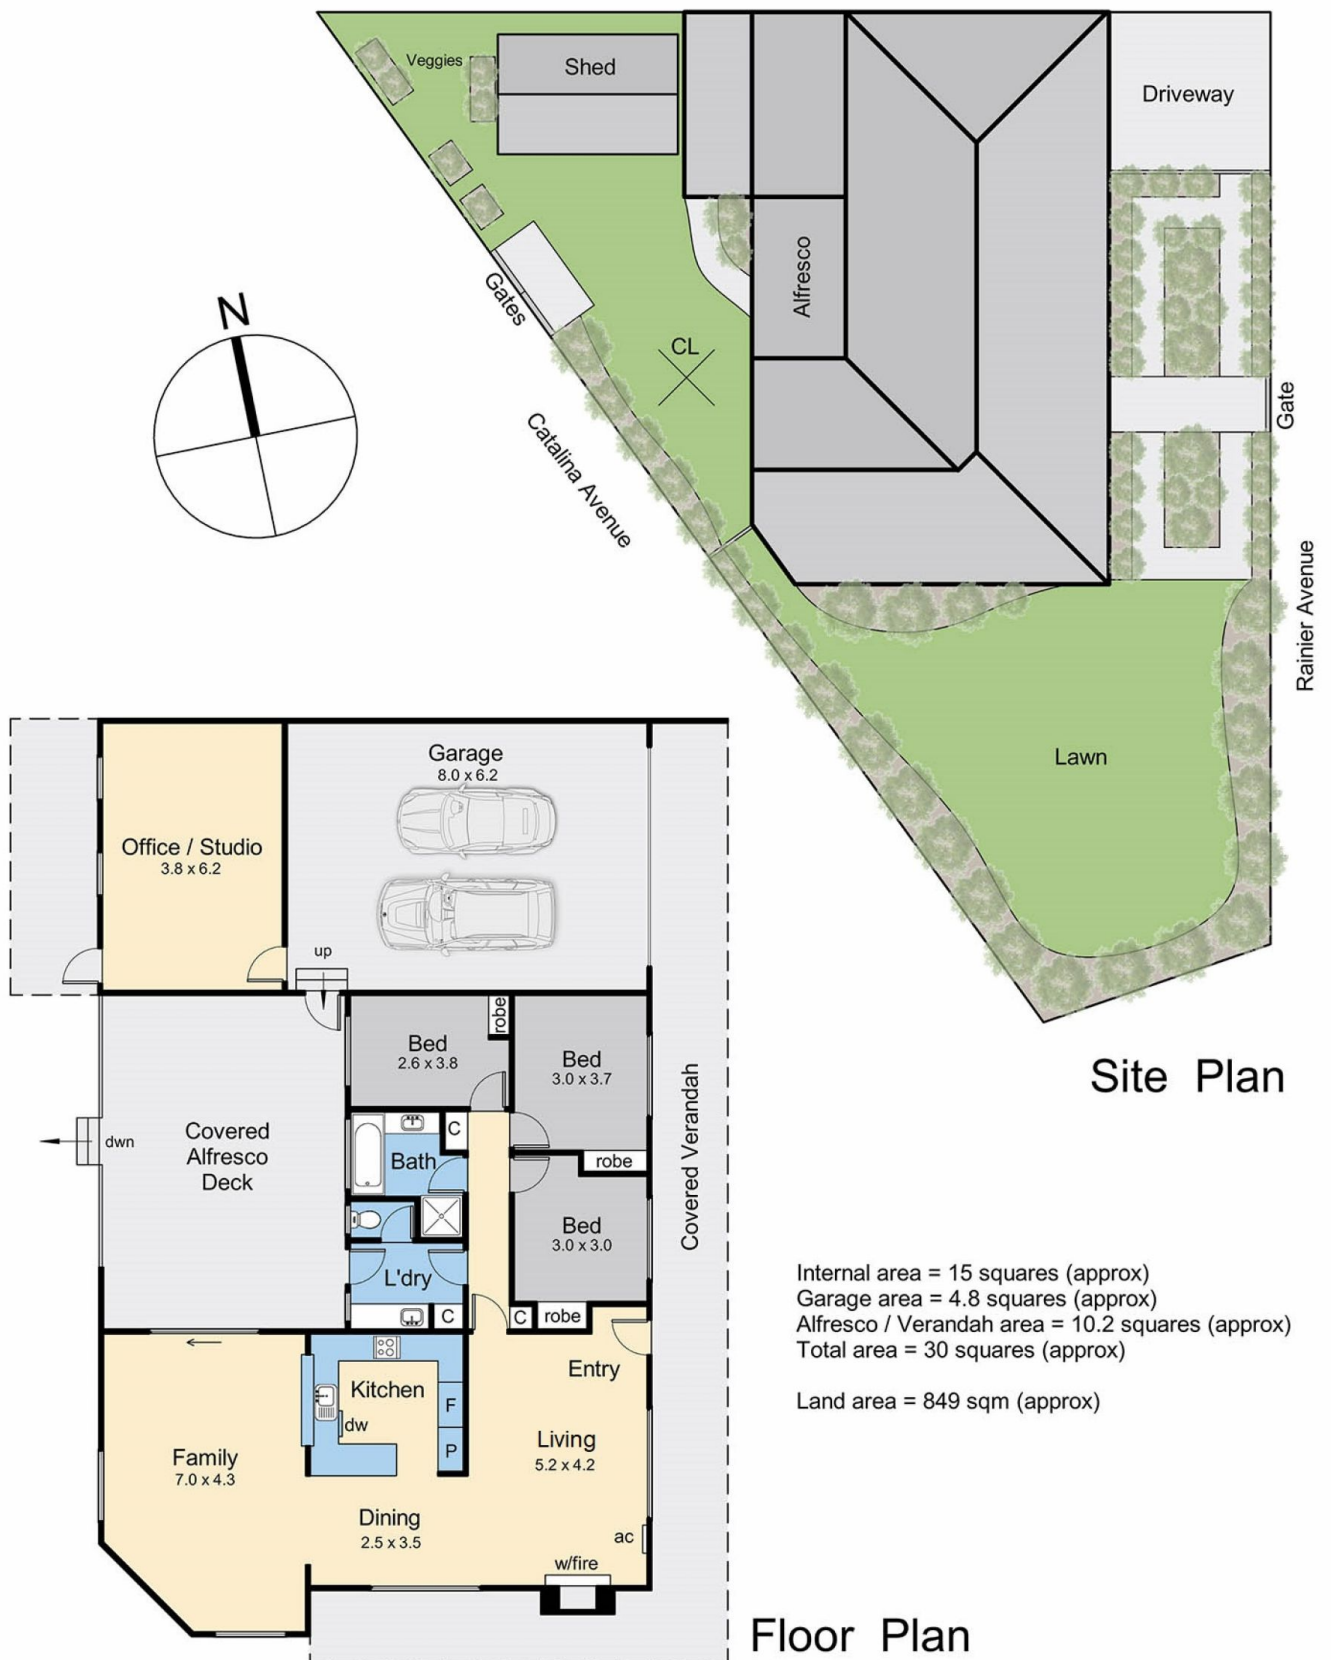 Veggies
Shed
Driveway
Alfresco
Gates
N
CL
Gate
Catalina Avenue
Rainier Avenue
Lawn
Site Plan
Garage
8.0 x 6.2
Office / Studio
3.8 x 6.2
up
robe
Bed
2.6 x 3.8
Bed
3.0 x 3.7
Covered Verandah
Covered
Alfresco
Deck
dwn
C
Bath
robe
Bed
3.0 x 3.0
L'dry
C
C
robe
Entry
Kitchen
F
dw
P
Living
5.2 x 4.2
Family
7.0 x 4.3
Dining
2.5 x 3.5
ac
w/fire
Internal area = 15 squares (approx)
Garage area = 4.8 squares (approx)
Alfresco / Verandah area = 10.2 squares (approx)
Total area = 30 squares (approx)
Land area = 849 sqm (approx)
Floor Plan